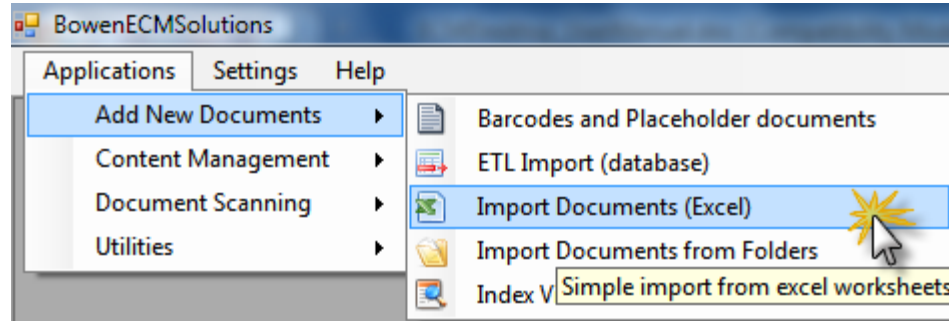 BowenECMSolutions
Applications Settings Help
Add New Documents
Content Management
Document Scanning
Utilities
Barcodes and Placeholder documents
ETL Import (database)
Import Documents (Excel)
Import Documents from Folders
Index V
Simple import from excel worksheets